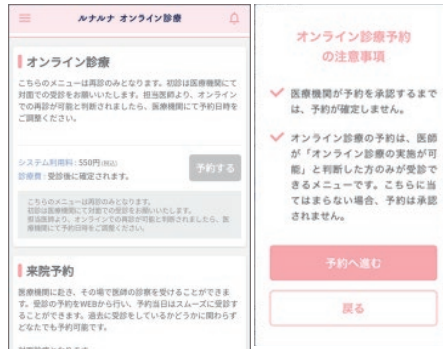 ルナルナ オンライン診療
オンライン診療
こちらのメニューは再診のみとなります。初診は医療機関にて
対面での受診をお願いいたします。担当医師より、オンライン
での再診が可能と判断されましたら、医療機関にて予約日時を
ご調整ください。
システム利用料：550円(税込)
診療費：受診後に確定されます。
予約する
こちらのメニューは再診のみとなります。
初診は医療機関にて対面での受診をお願いいたします。
担当医師より、オンラインでの再診が可能と判断されましたら、医
療機関にて予約日時をご調整ください。
来院予約
医療機関に赴き、その場で医師の診察を受けることができま
す。受診の予約をWEBから行い、予約当日はスムーズに受診す
ることができます。過去に受診をしているかどうかに関わらず
どなたでも予約可能です。
オンライン診療予約
の注意事項
医療機関が予約を承認するまで
は、予約が確定しません。
オンライン診療の予約は、医師
が「オンライン診療の実施が可
能」と判断した方のみが受診で
きるメニューです。こちらに当
てはまらない場合、予約は承認
されません。
予約へ進む
戻る